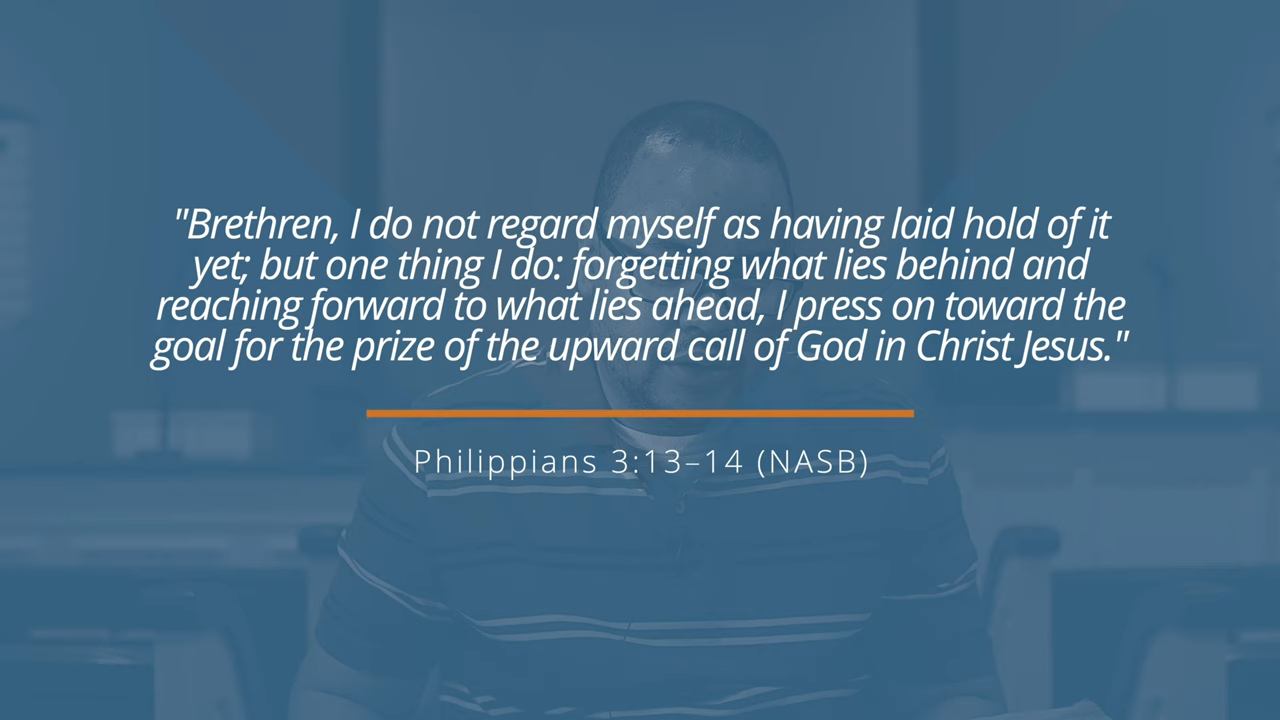 "Brethren, I do not regard myself as having laid hold of it
yet; but one thing I do: forgetting what lies behind and
reaching forward to what lies ahead, I press on toward the
goal for the prize of the upward call of God in Christ Jesus."
Philippians 3:13–14 (NASB)